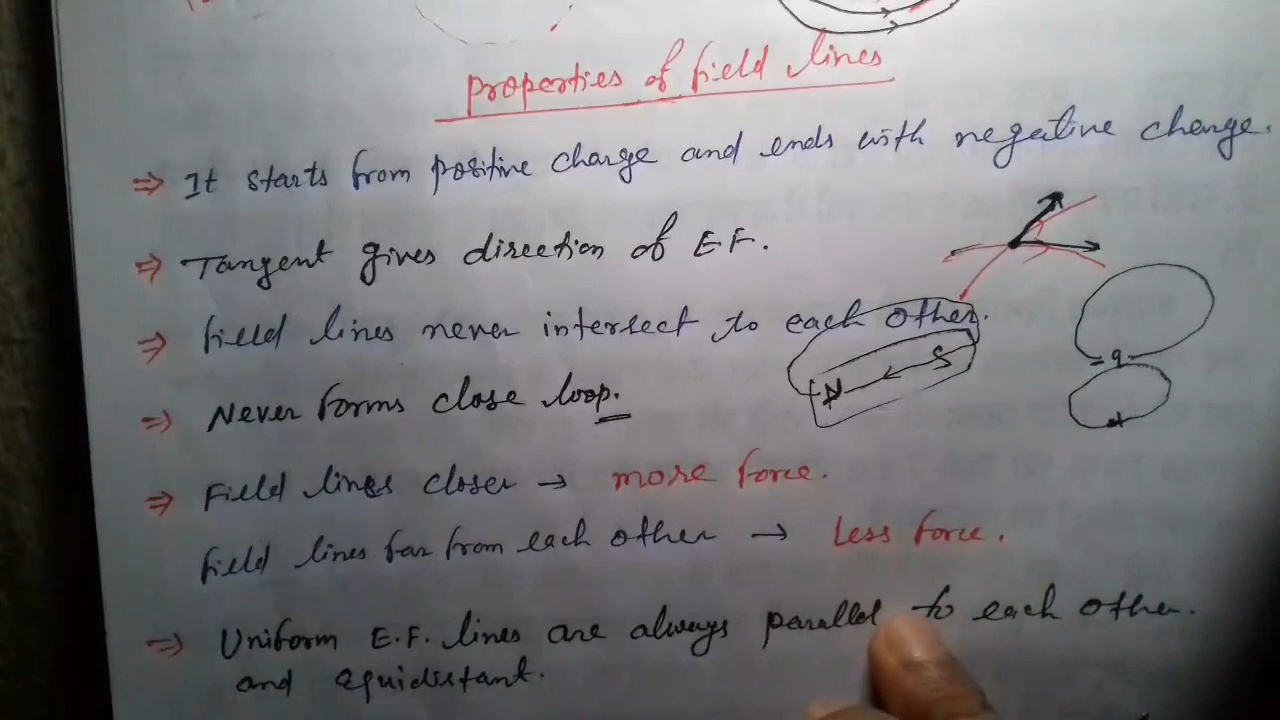 Properties of field lines
⇒ It starts from positive charge and ends with negative charge.
⇒ Tangent gives direction of E.F.
⇒ field lines never intersect to each other.
S
N
q
⇒ Never forms close loop.
⇒ Field lines closer → more force.
field lines far from each other → Less force.
⇒ Uniform E.F. lines are always parallel to each other.
and equidistant.